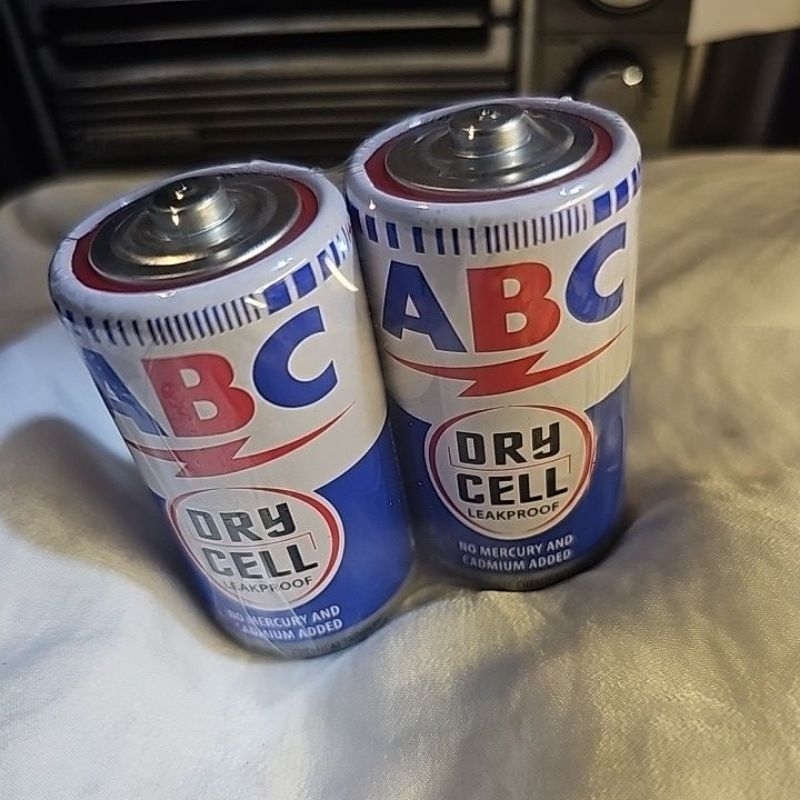 ABC
DRY
CELL
LEAKPROOF
NO MERCURY AND
CADMIUM ADDED
ABC
DRY
CELL
LEAKPROOF
NO MERCURY AND
CADMIUM ADDED